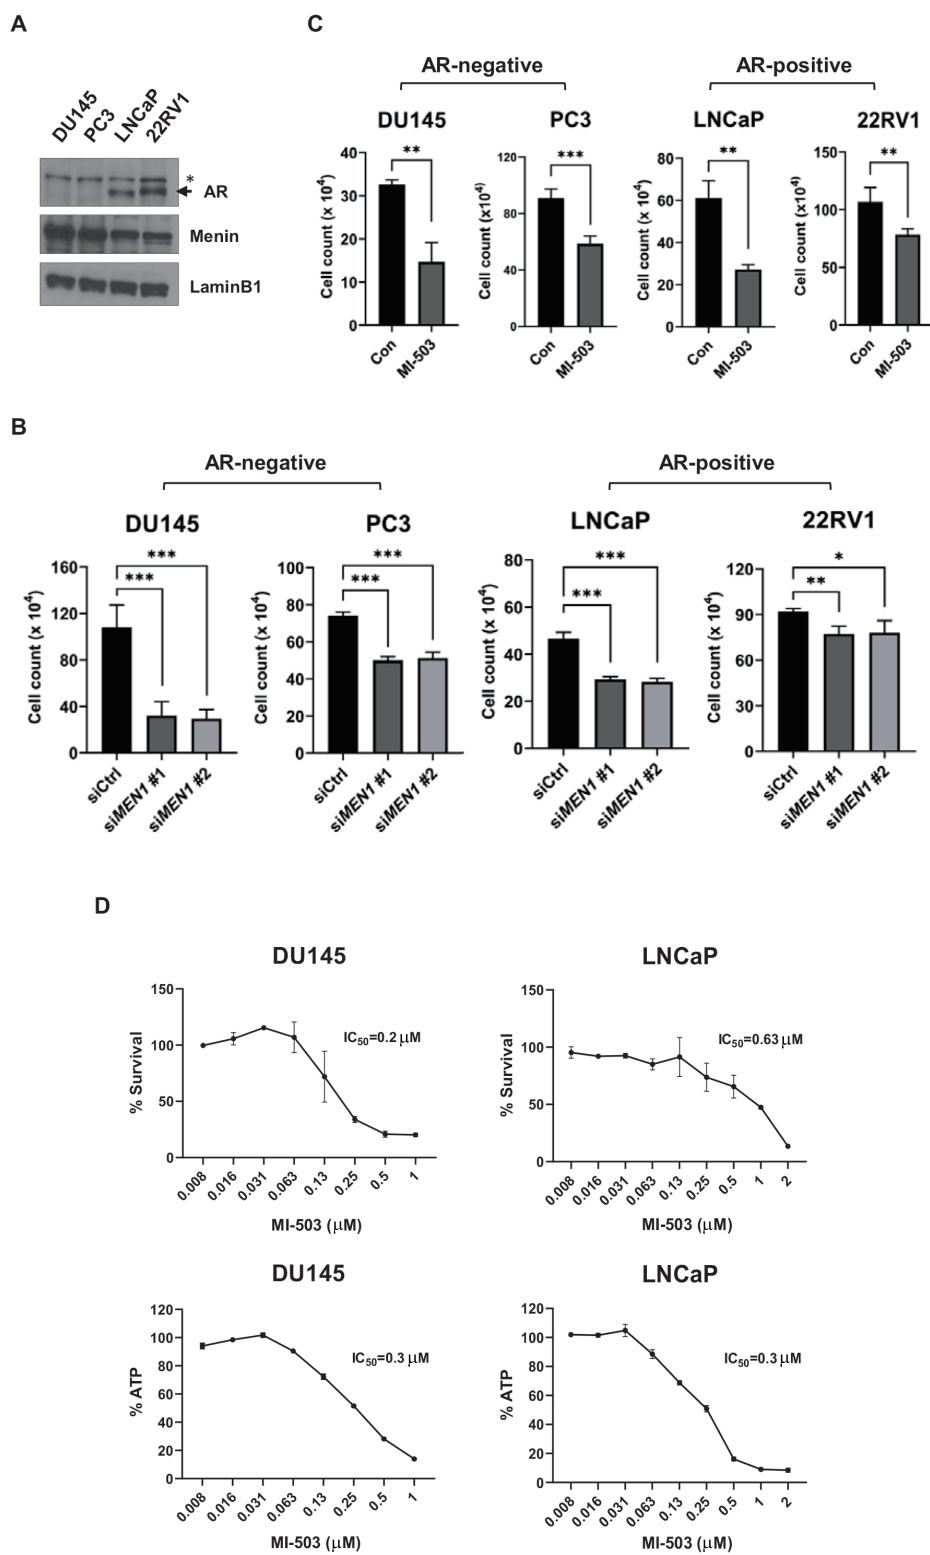 A
DU145
PC3
LNCaP
22RV1
*
AR
Menin
LaminB1
C
AR-negative
AR-positive
DU145
PC3
LNCaP
22RV1
**
***
**
**
Cell count (x 10⁴)
40
30
20
10
0
Con
MI-503
Cell count (x10⁴)
120
80
40
0
Con
MI-503
Cell count (x 10⁴)
80
60
40
20
0
Con
MI-503
Cell count (x10⁴)
150
100
50
0
Con
MI-503
B
AR-negative
AR-positive
DU145
PC3
LNCaP
22RV1
***
***
Cell count (x 10⁴)
160
120
80
40
0
siCtrl
siMEN1 #1
siMEN1 #2
***
***
Cell count (x 10⁴)
100
80
60
40
20
0
siCtrl
siMEN1 #1
siMEN1 #2
***
***
Cell count (x 10⁴)
80
60
40
20
0
siCtrl
siMEN1 #1
siMEN1 #2
*
**
Cell count (x 10⁴)
120
90
60
30
0
siCtrl
siMEN1 #1
siMEN1 #2
D
DU145
% Survival
150
100
50
0
IC₅₀=0.2 μM
0.008
0.016
0.031
0.063
0.13
0.25
0.5
1
MI-503 (μM)
LNCaP
% Survival
150
100
50
0
IC₅₀=0.63 μM
0.008
0.016
0.031
0.063
0.13
0.25
0.5
1
2
MI-503 (μM)
DU145
% ATP
120
100
80
60
40
20
0
IC₅₀=0.3 μM
0.008
0.016
0.031
0.063
0.13
0.25
0.5
1
MI-503 (μM)
LNCaP
% ATP
120
100
80
60
40
20
0
IC₅₀=0.3 μM
0.008
0.016
0.031
0.063
0.13
0.25
0.5
1
2
MI-503 (μM)